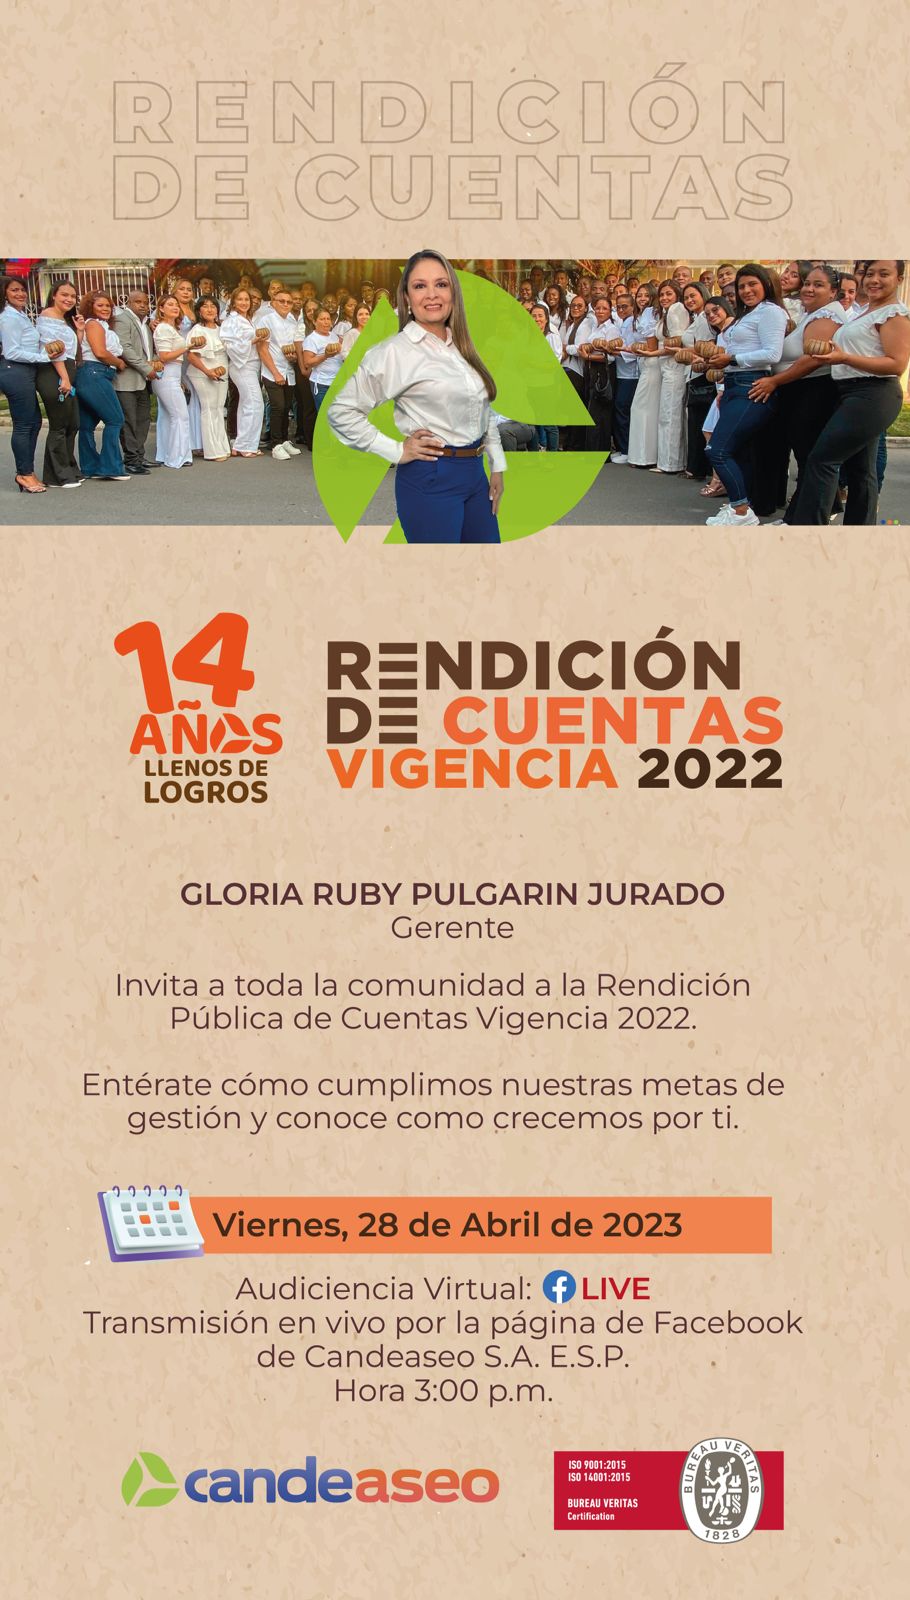 RENDICIÓN
DE CUENTAS
14
AÑOS
LLENOS DE
LOGROS
RENDICIÓN
DE CUENTAS
VIGENCIA 2022
GLORIA RUBY PULGARIN JURADO
Gerente
Invita a toda la comunidad a la Rendición
Pública de Cuentas Vigencia 2022.
Entérate cómo cumplimos nuestras metas de
gestión y conoce como crecemos por ti.
Viernes, 28 de Abril de 2023
Audiciencia Virtual: f LIVE
Transmisión en vivo por la página de Facebook
de Candeaseo S.A. E.S.P.
Hora 3:00 p.m.
candeaseo
ISO 9001:2015
ISO 14001:2015
BUREAU VERITAS
Certification
BUREAU VERITAS
1828